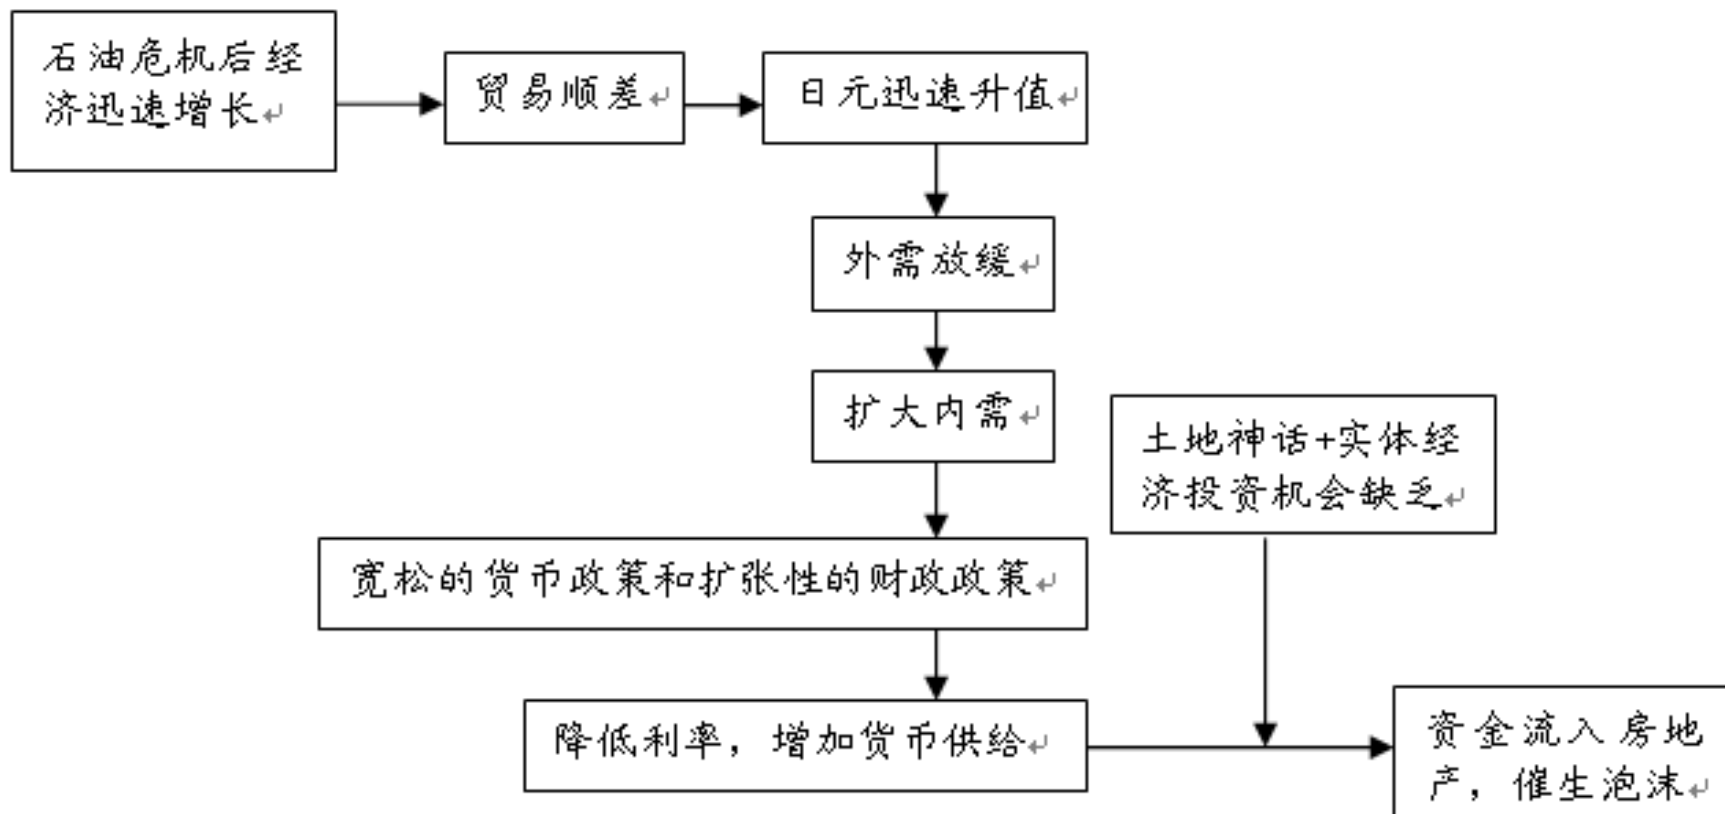 石油危机后经
济迅速增长
贸易顺差
日元迅速升值
外需放缓
扩大内需
土地神话+实体经
济投资机会缺乏
宽松的货币政策和扩张性的财政政策
降低利率，增加货币供给
资金流入房地
产，催生泡沫